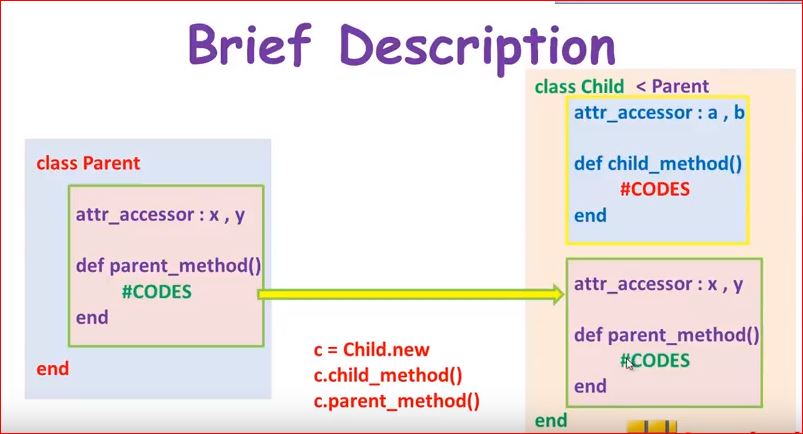 Brief Description
class Parent
attr_accessor : x , y
def parent_method()
#CODES
end
end
c = Child.new
c.child_method()
c.parent_method()
class Child < Parent
attr_accessor : a , b
def child_method()
#CODES
end
attr_accessor : x , y
def parent_method()
#CODES
end
end